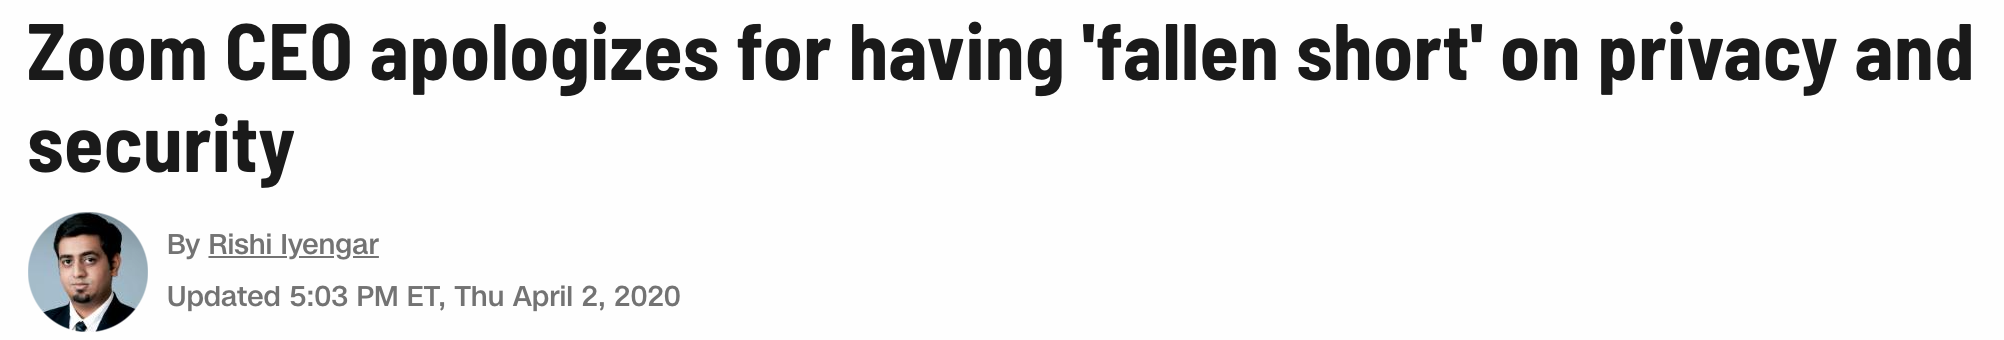 Zoom CEO apologizes for having 'fallen short' on privacy and
security
By Rishi Iyengar
Updated 5:03 PM ET, Thu April 2, 2020